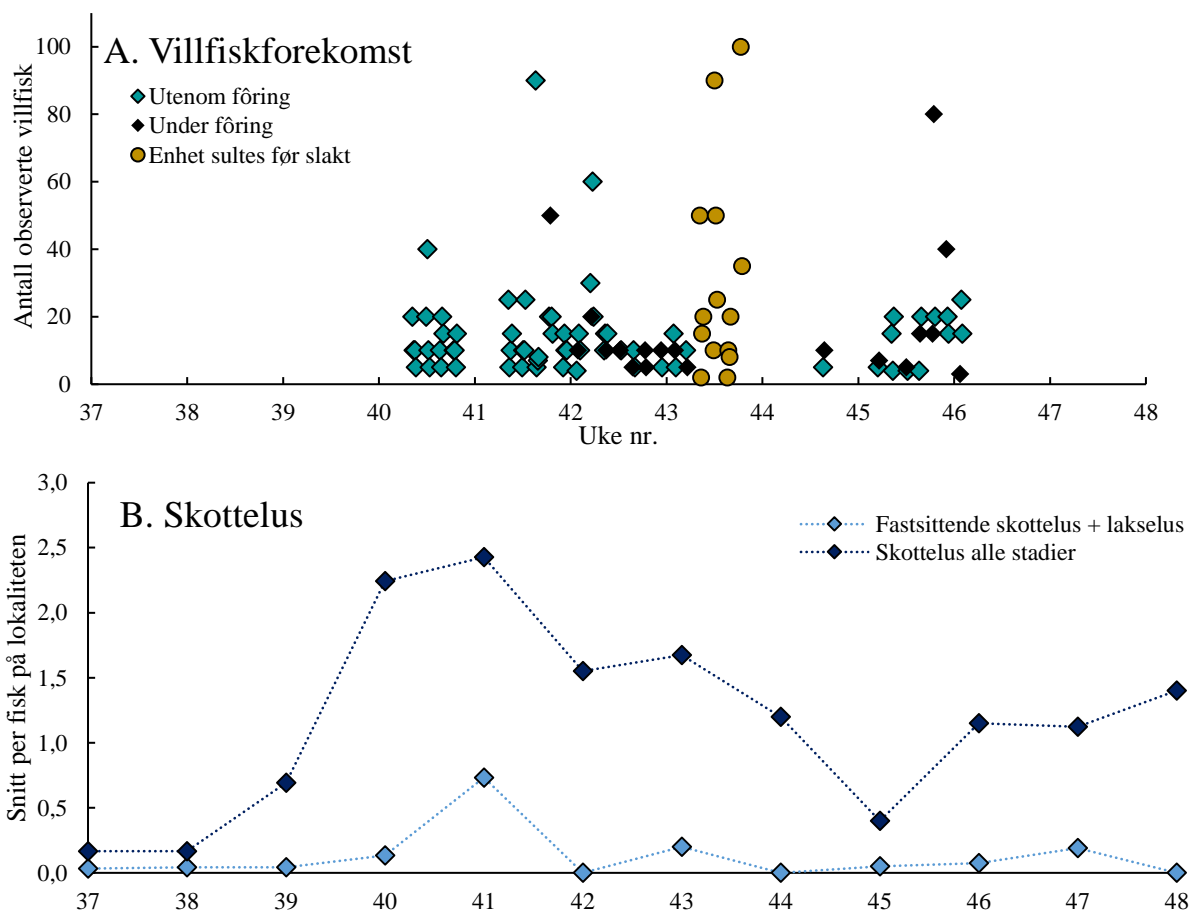 A. Villfiskforekomst
Utenom fôring
Under fôring
Enhet sultes før slakt
Antall observerte villfisk
100
80
60
40
20
0
37 38 39 40 41 42 43 44 45 46 47 48
Uke nr.
B. Skottelus
Fastsittende skottelus + lakselus
Skottelus alle stadier
Snitt per fisk på lokaliteten
3,0
2,5
2,0
1,5
1,0
0,5
0,0
37 38 39 40 41 42 43 44 45 46 47 48